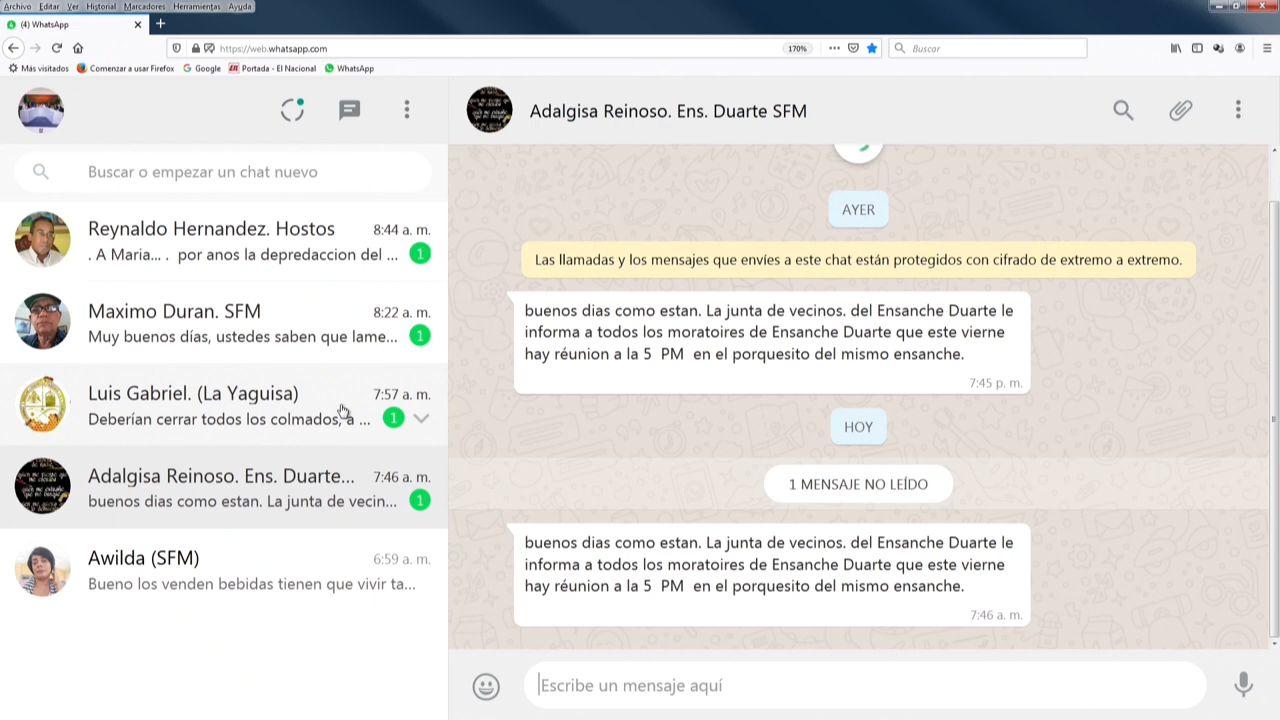 Archivo Editar Ver Historial Marcadores Herramientas Ayuda
(4) WhatsApp
https://web.whatsapp.com
170%
Buscar
Más visitados Comenzar a usar Firefox Google Portada - El Nacional WhatsApp
Buscar o empezar un chat nuevo
Reynaldo Hernandez. Hostos 8:44 a. m.
. A Maria... . por anos la depredaccion del ... 1
Maximo Duran. SFM 8:22 a. m.
Muy buenos días, ustedes saben que lame... 1
Luis Gabriel. (La Yaguisa) 7:57 a. m.
Deberían cerrar todos los colmados, a ... 1
Adalgisa Reinoso. Ens. Duarte... 7:46 a. m.
buenos dias como estan. La junta de vecin... 1
Awilda (SFM) 6:59 a. m.
Bueno los venden bebidas tienen que vivir ta...
Adalgisa Reinoso. Ens. Duarte SFM
AYER
Las llamadas y los mensajes que envíes a este chat están protegidos con cifrado de extremo a extremo.
buenos dias como estan. La junta de vecinos. del Ensanche Duarte le
informa a todos los moratoires de Ensanche Duarte que este vierne
hay réunion a la 5 PM en el porquesito del mismo ensanche.
7:45 p. m.
HOY
1 MENSAJE NO LEÍDO
buenos dias como estan. La junta de vecinos. del Ensanche Duarte le
informa a todos los moratoires de Ensanche Duarte que este vierne
hay réunion a la 5 PM en el porquesito del mismo ensanche.
7:46 a. m.
Escribe un mensaje aquí